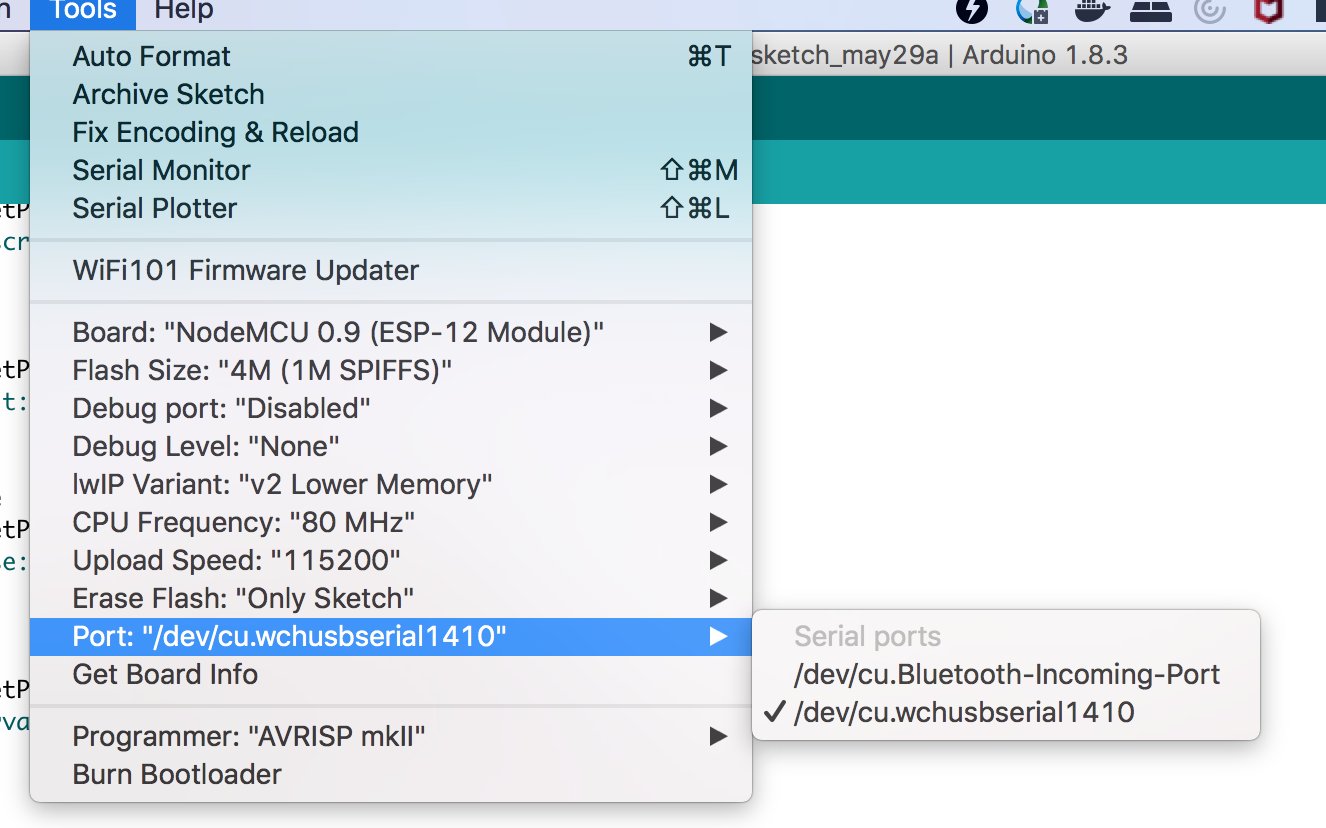 Tools Help
sketch_may29a | Arduino 1.8.3
Auto Format ⌘T
Archive Sketch
Fix Encoding & Reload
Serial Monitor ⇧⌘M
Serial Plotter ⇧⌘L
WiFi101 Firmware Updater
Board: "NodeMCU 0.9 (ESP-12 Module)"
Flash Size: "4M (1M SPIFFS)"
Debug port: "Disabled"
Debug Level: "None"
lwIP Variant: "v2 Lower Memory"
CPU Frequency: "80 MHz"
Upload Speed: "115200"
Erase Flash: "Only Sketch"
Port: "/dev/cu.wchusbserial1410"
Get Board Info
Programmer: "AVRISP mkII"
Burn Bootloader
Serial ports
/dev/cu.Bluetooth-Incoming-Port
✓ /dev/cu.wchusbserial1410